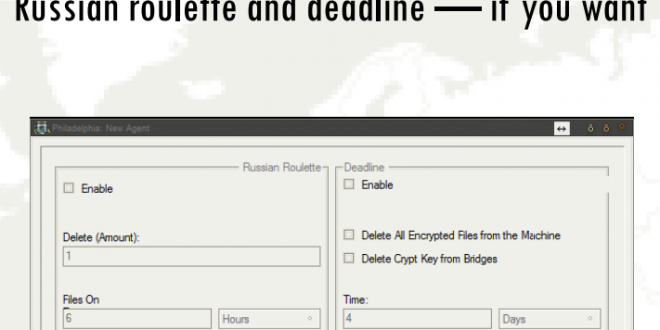 Russian roulette and deadline — if you want
Philadelphia: New Agent
Russian Roulette
Enable
Delete (Amount):
1
Files On
6
Hours
Deadline
Enable
Delete All Encrypted Files from the Machine
Delete Crypt Key from Bridges
Time:
4
Days